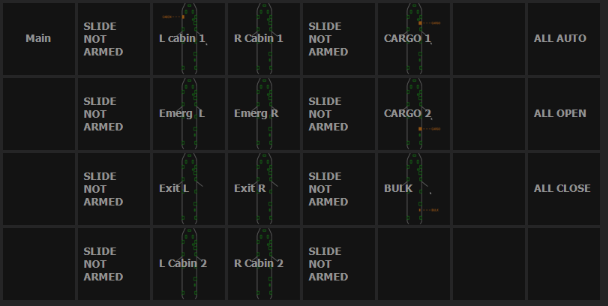 Main
SLIDE
NOT
ARMED
L cabin 1
R Cabin 1
SLIDE
NOT
ARMED
CARGO 1
ALL AUTO
SLIDE
NOT
ARMED
Emerg L
Emerg R
SLIDE
NOT
ARMED
CARGO 2
ALL OPEN
SLIDE
NOT
ARMED
Exit L
Exit R
SLIDE
NOT
ARMED
BULK
ALL CLOSE
SLIDE
NOT
ARMED
L Cabin 2
R Cabin 2
SLIDE
NOT
ARMED